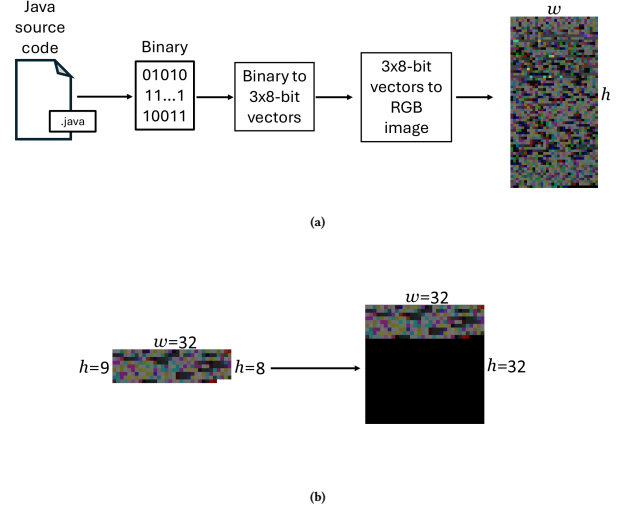 Java
source
code
.java
Binary
01010
11...1
10011
Binary to
3x8-bit
vectors
3x8-bit
vectors to
RGB
image
w
h
(a)
w=32
h=9
h=8
w=32
h=32
(b)